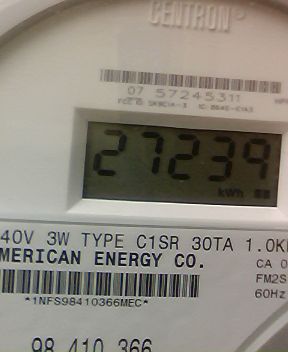 CENTRON®
07 57245311
27239
kWh
40V 3W TYPE C1SR 30TA 1.0K
MERICAN ENERGY CO.
CA 0
FM2S
60Hz
*1NFS98410366MEC*
98 410 366